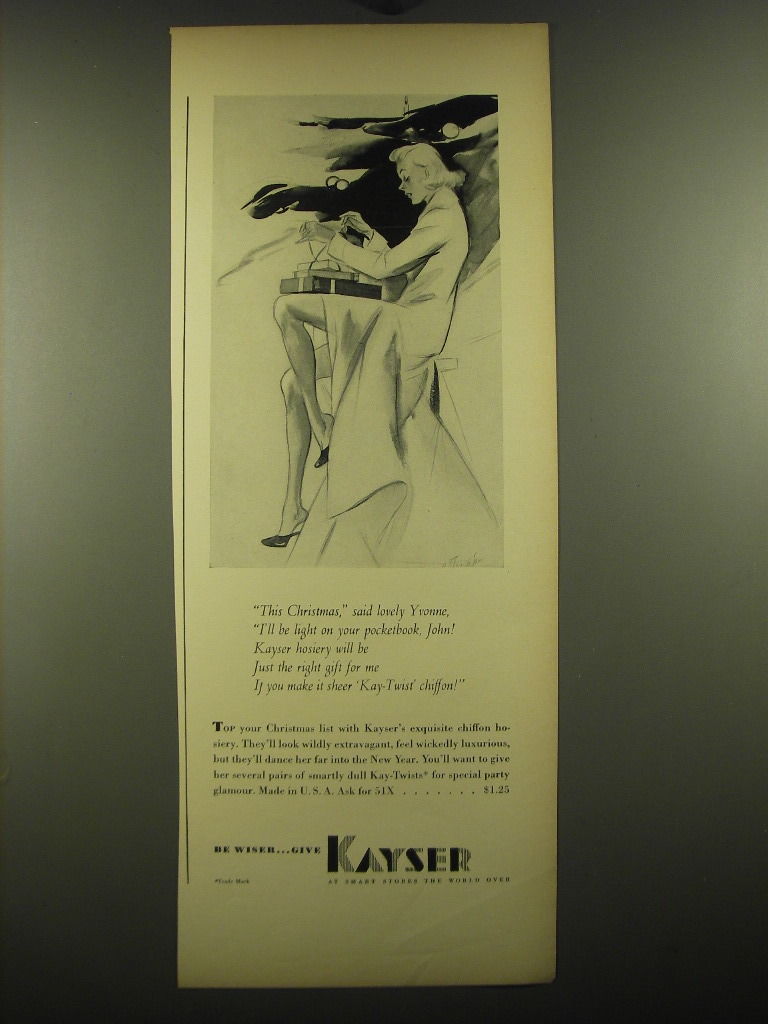 “This Christmas,” said lovely Yvonne,
“I'll be light on your pocketbook, John!
Kayser hosiery will be
Just the right gift for me
If you make it sheer ‘Kay-Twist’ chiffon!”
TOP your Christmas list with Kayser's exquisite chiffon ho-
siery. They'll look wildly extravagant, feel wickedly luxurious,
but they'll dance her far into the New Year. You'll want to give
her several pairs of smartly dull Kay-Twists* for special party
glamour. Made in U. S. A. Ask for 51X . . . . . . . $1.25
BE WISER...GIVE KAYSER
*Trade Mark AT SMART STORES THE WORLD OVER